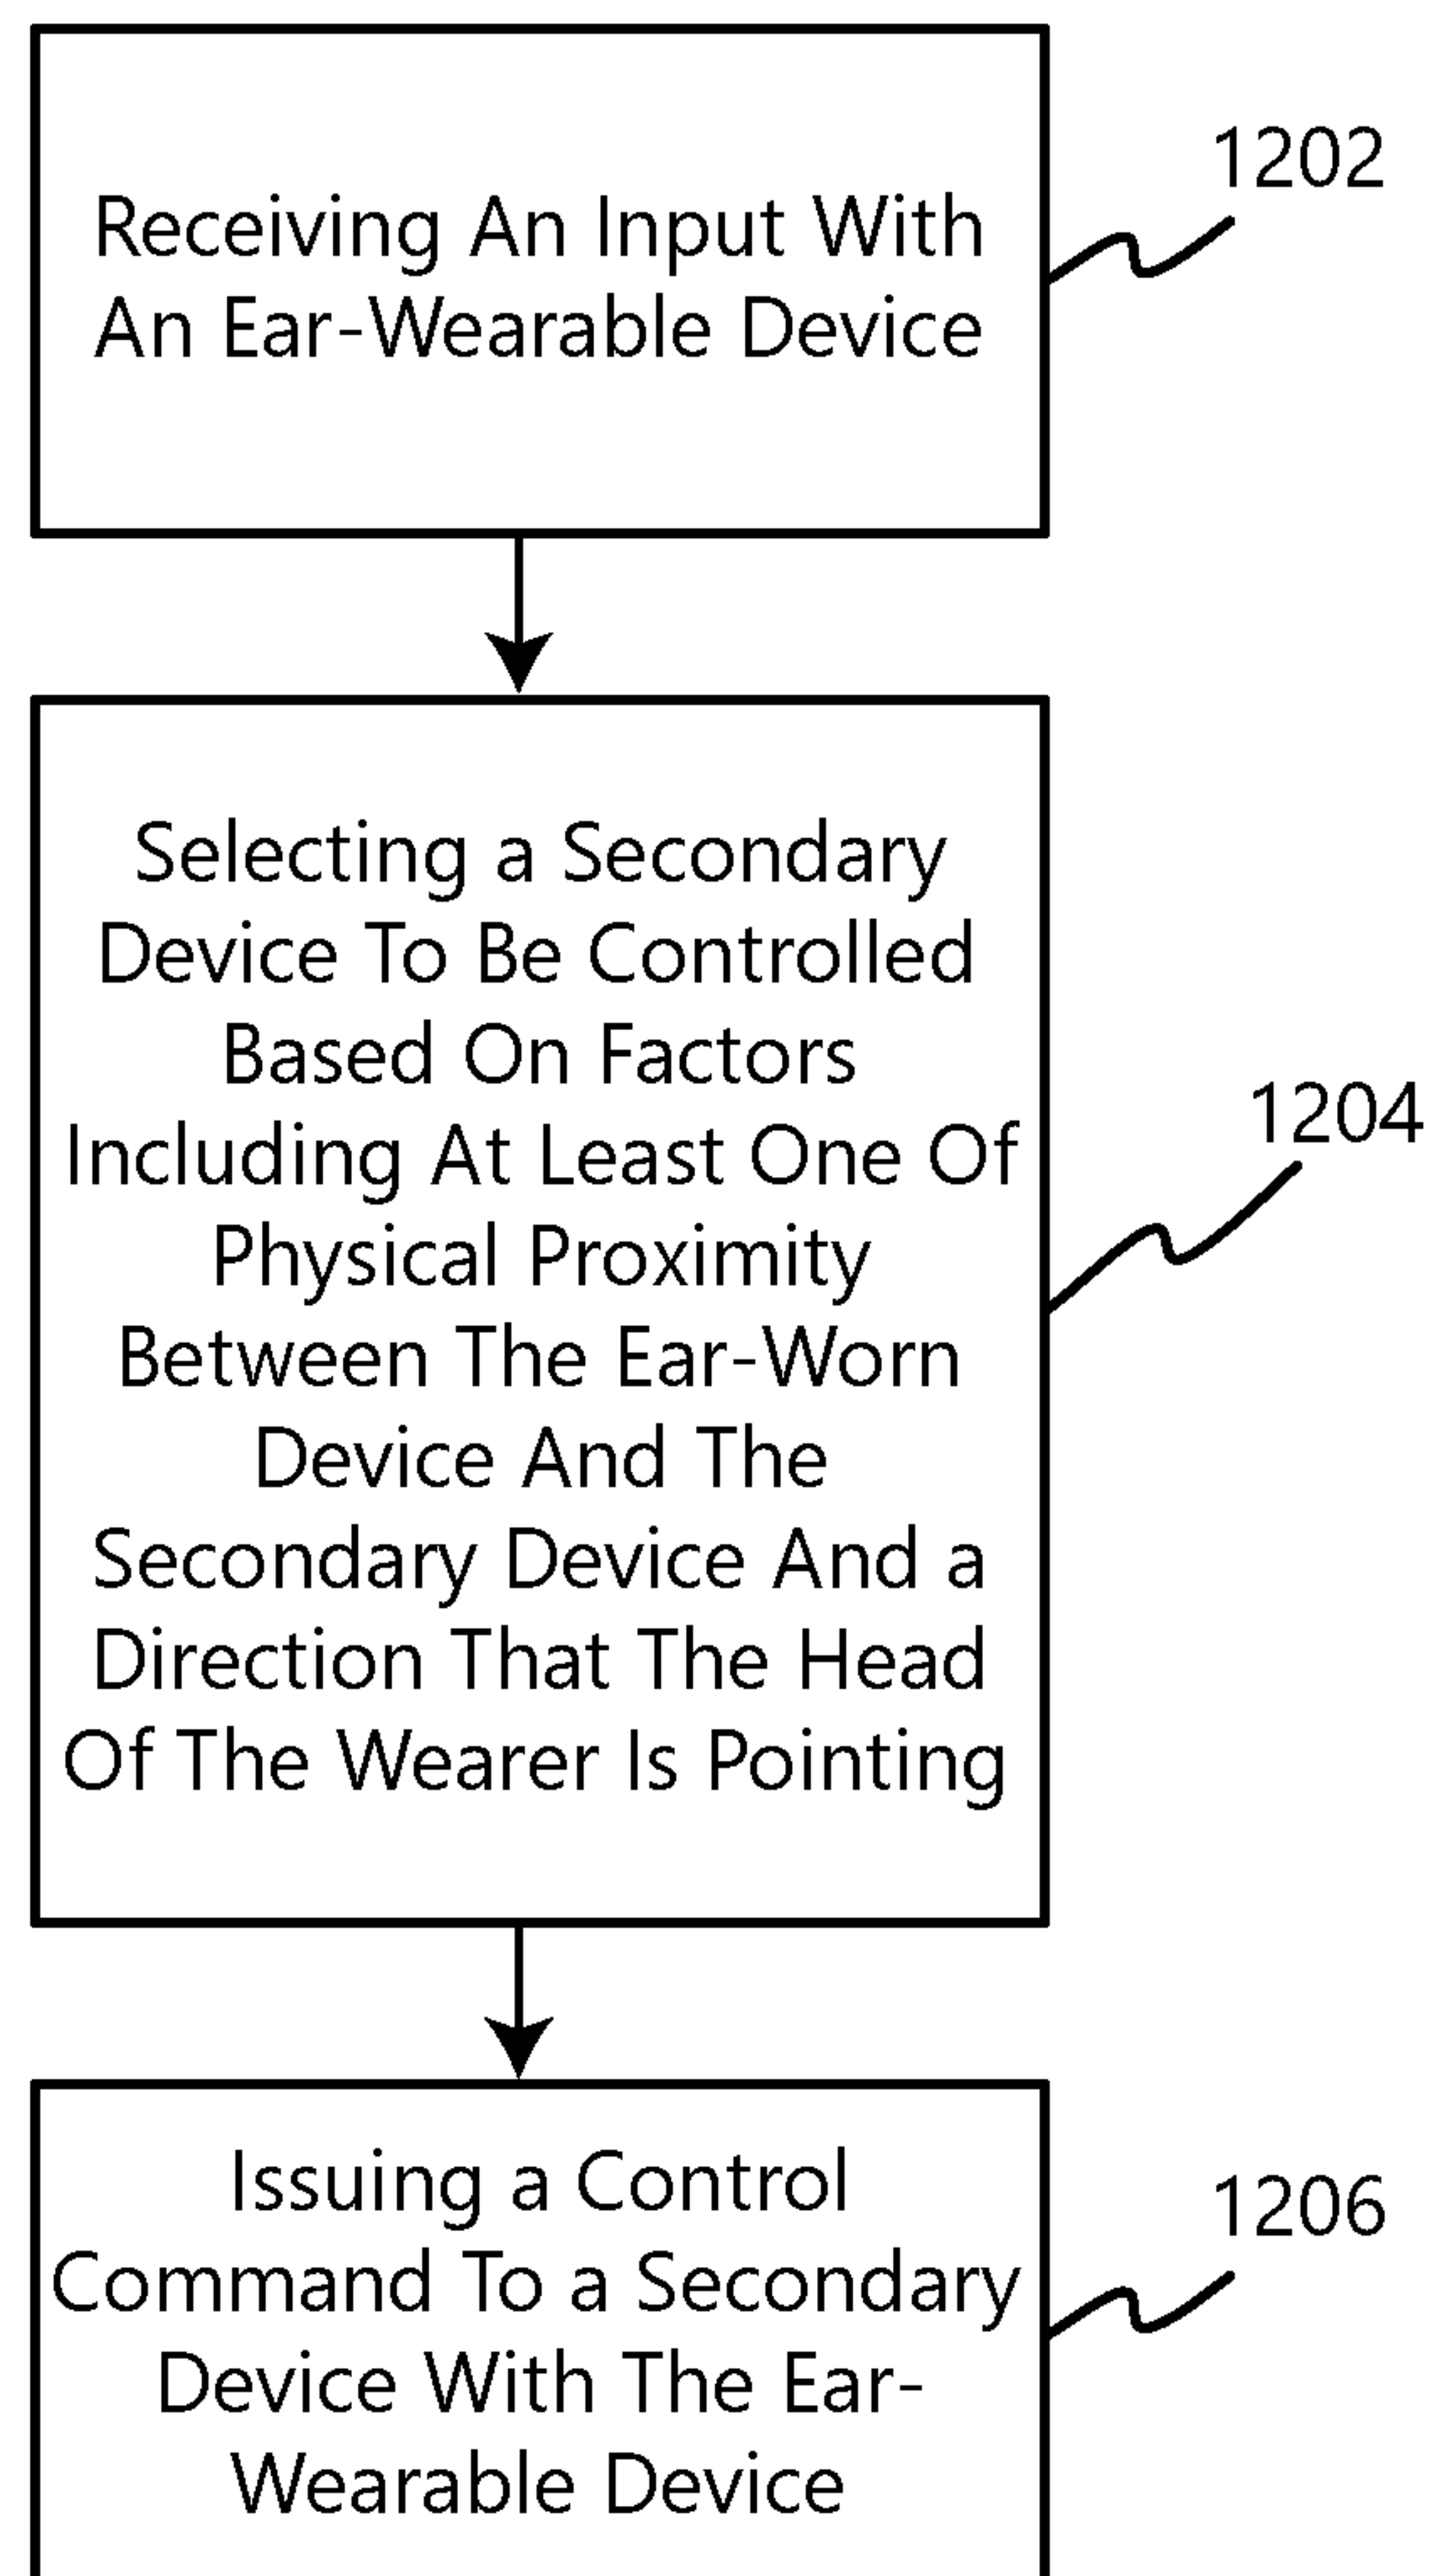 Receiving An Input With
An Ear-Wearable Device
1202
Selecting a Secondary
Device To Be Controlled
Based On Factors
Including At Least One Of
Physical Proximity
Between The Ear-Worn
Device And The
Secondary Device And a
Direction That The Head
Of The Wearer Is Pointing
1204
Issuing a Control
Command To a Secondary
Device With The Ear-
Wearable Device
1206